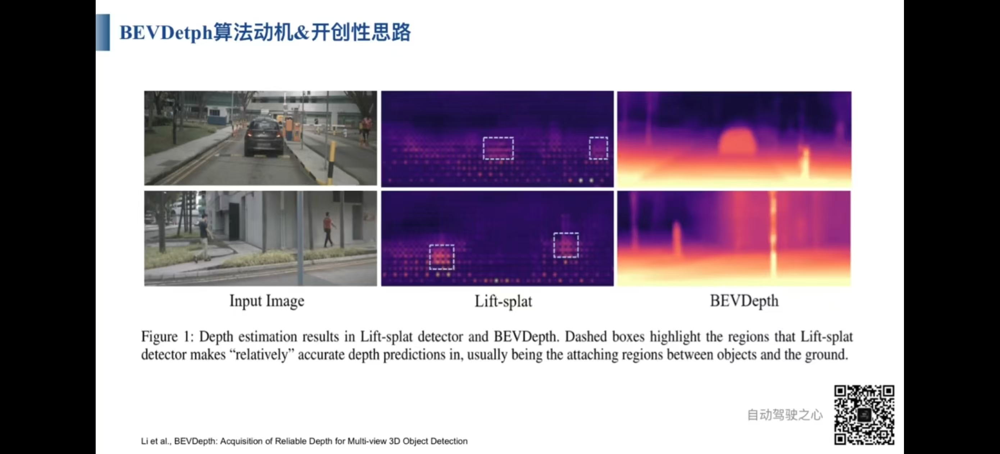 BEVDetph算法动机&开创性思路
Input Image
Lift-splat
BEVDepth
Figure 1: Depth estimation results in Lift-splat detector and BEVDepth. Dashed boxes highlight the regions that Lift-splat
detector makes “relatively” accurate depth predictions in, usually being the attaching regions between objects and the ground.
自动驾驶之心
Li et al., BEVDepth: Acquisition of Reliable Depth for Multi-view 3D Object Detection